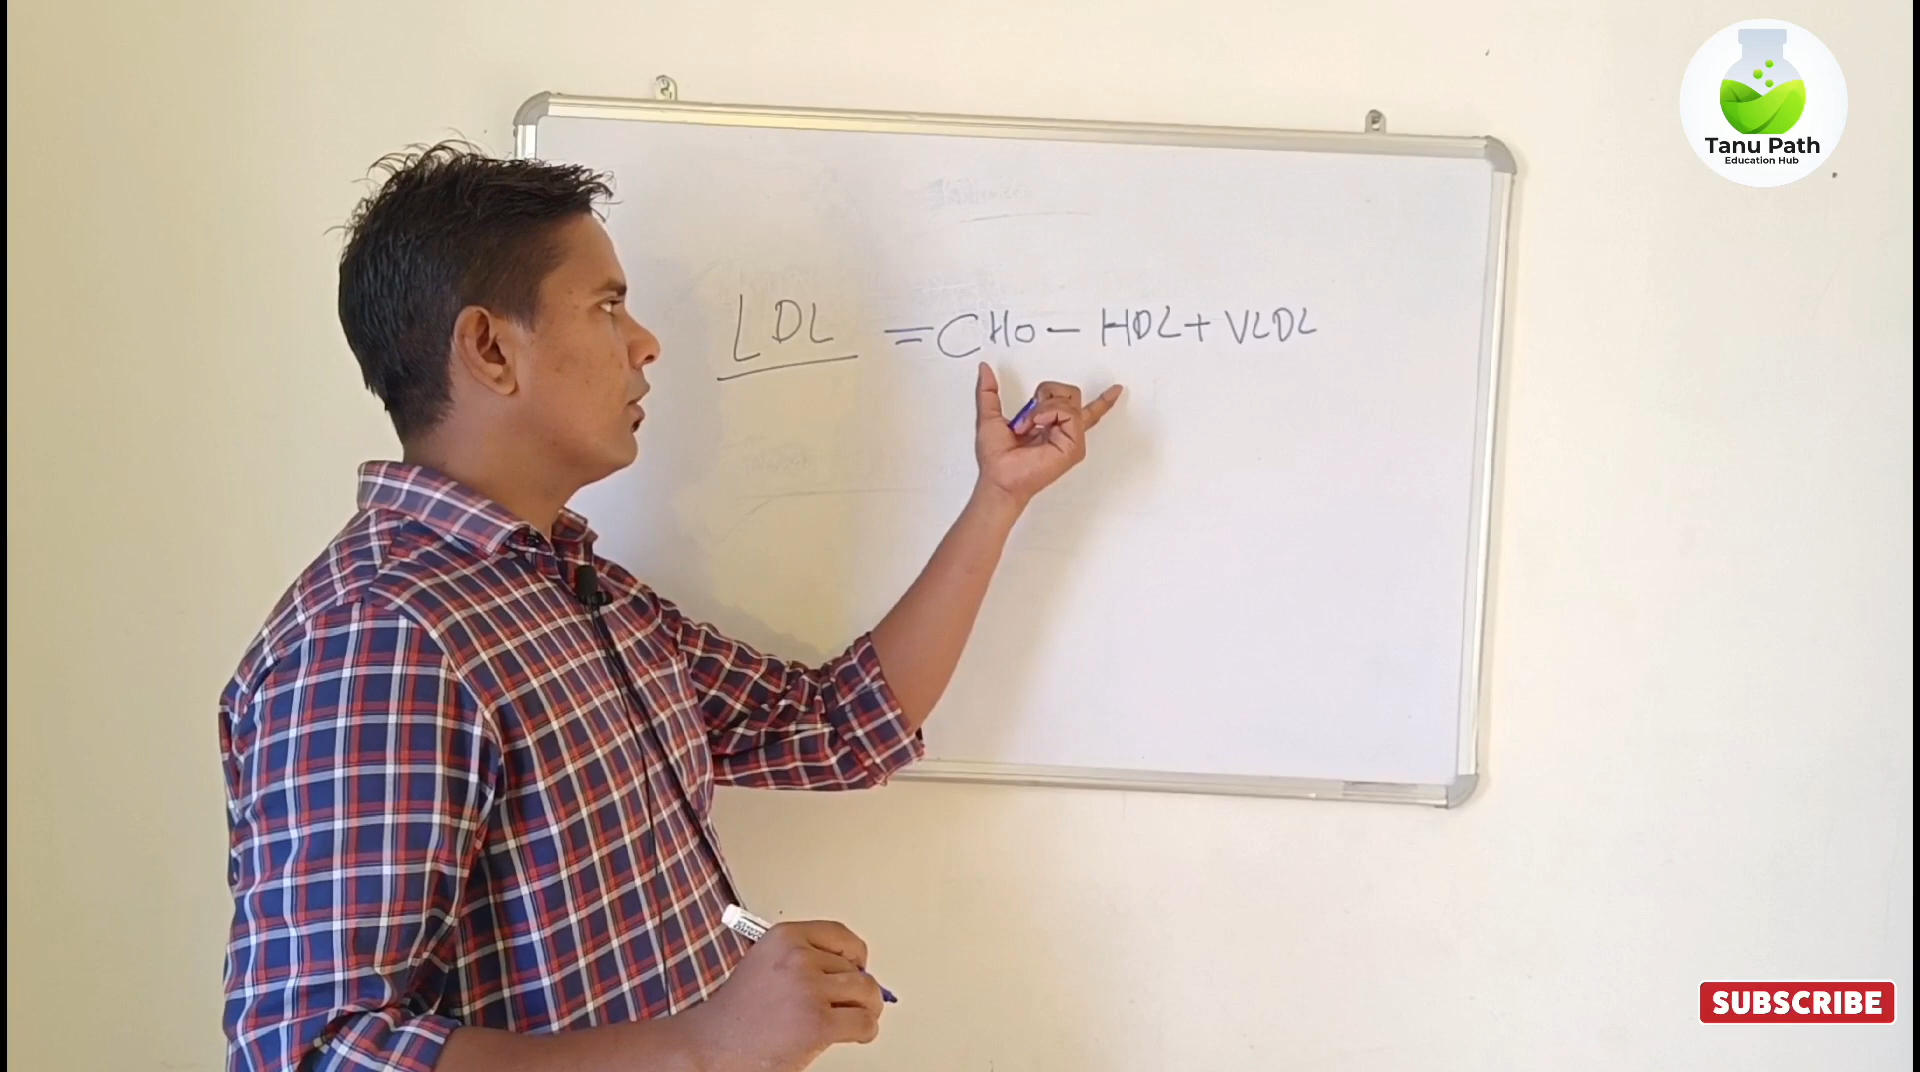 Tanu Path
Education Hub
LDL = CHO - HDL + VLDL
SUBSCRIBE